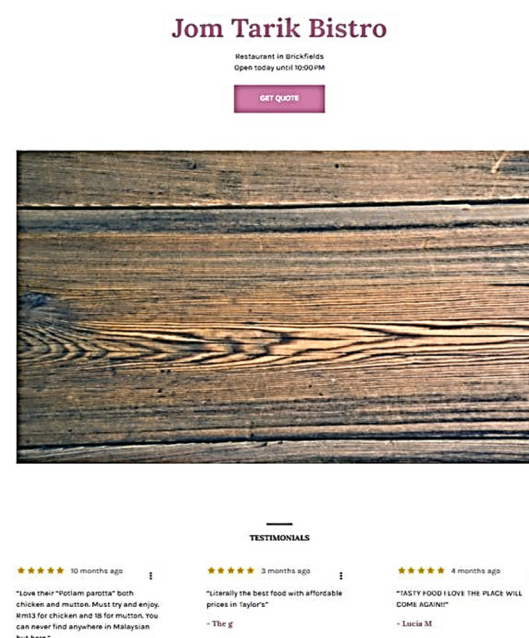 Jom Tarik Bistro
Restaurant in Brickfields
Open today until 10:00 PM
GET QUOTE
TESTIMONIALS
10 months ago
"Love their "Potlam parotta" both
chicken and mutton. Must try and enjoy.
Rm13 for chicken and 18 for mutton. You
can never find anywhere in Malaysian
but here."
3 months ago
"Literally the best food with affordable
prices in Taylor's"
- The g
4 months ago
"TASTY FOOD I LOVE THE PLACE WILL
COME AGAIN!!"
- Lucia M